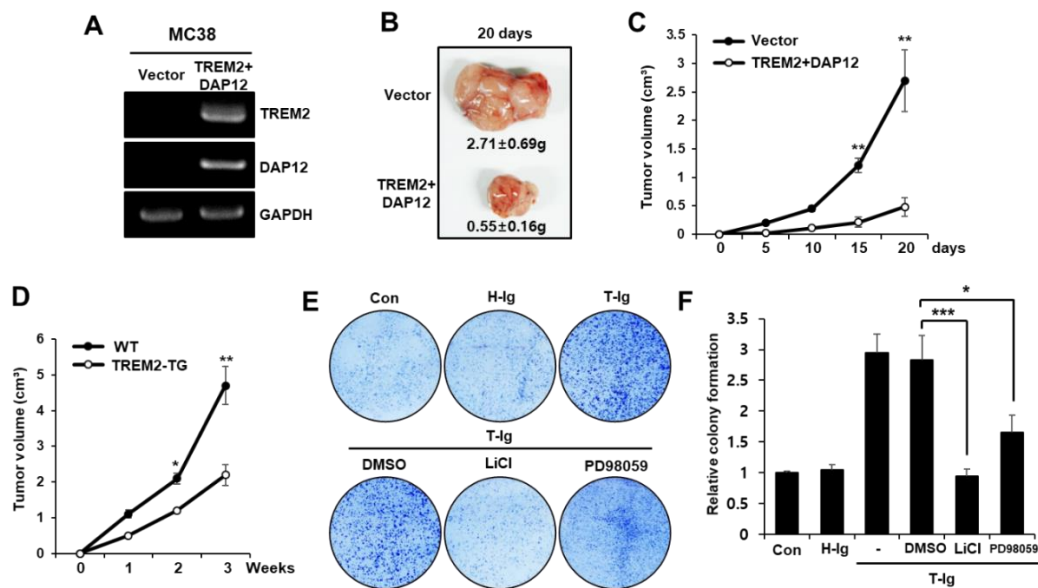 A
MC38
Vector
TREM2+
DAP12
TREM2
DAP12
GAPDH
B
20 days
Vector
2.71±0.69g
TREM2+
DAP12
0.55±0.16g
C
Vector
TREM2+DAP12
Tumor volume (cm³)
3.5
3
2.5
2
1.5
1
0.5
0
**
**
0 5 10 15 20 days
D
WT
TREM2-TG
Tumor volume (cm³)
6
4
2
0
*
**
0 1 2 3 Weeks
E
Con H-Ig T-Ig
T-Ig
DMSO LiCl PD98059
F
Relative colony formation
3.5
3
2.5
2
1.5
1
0.5
0
*
***
Con H-Ig - DMSO LiCl PD98059
T-Ig